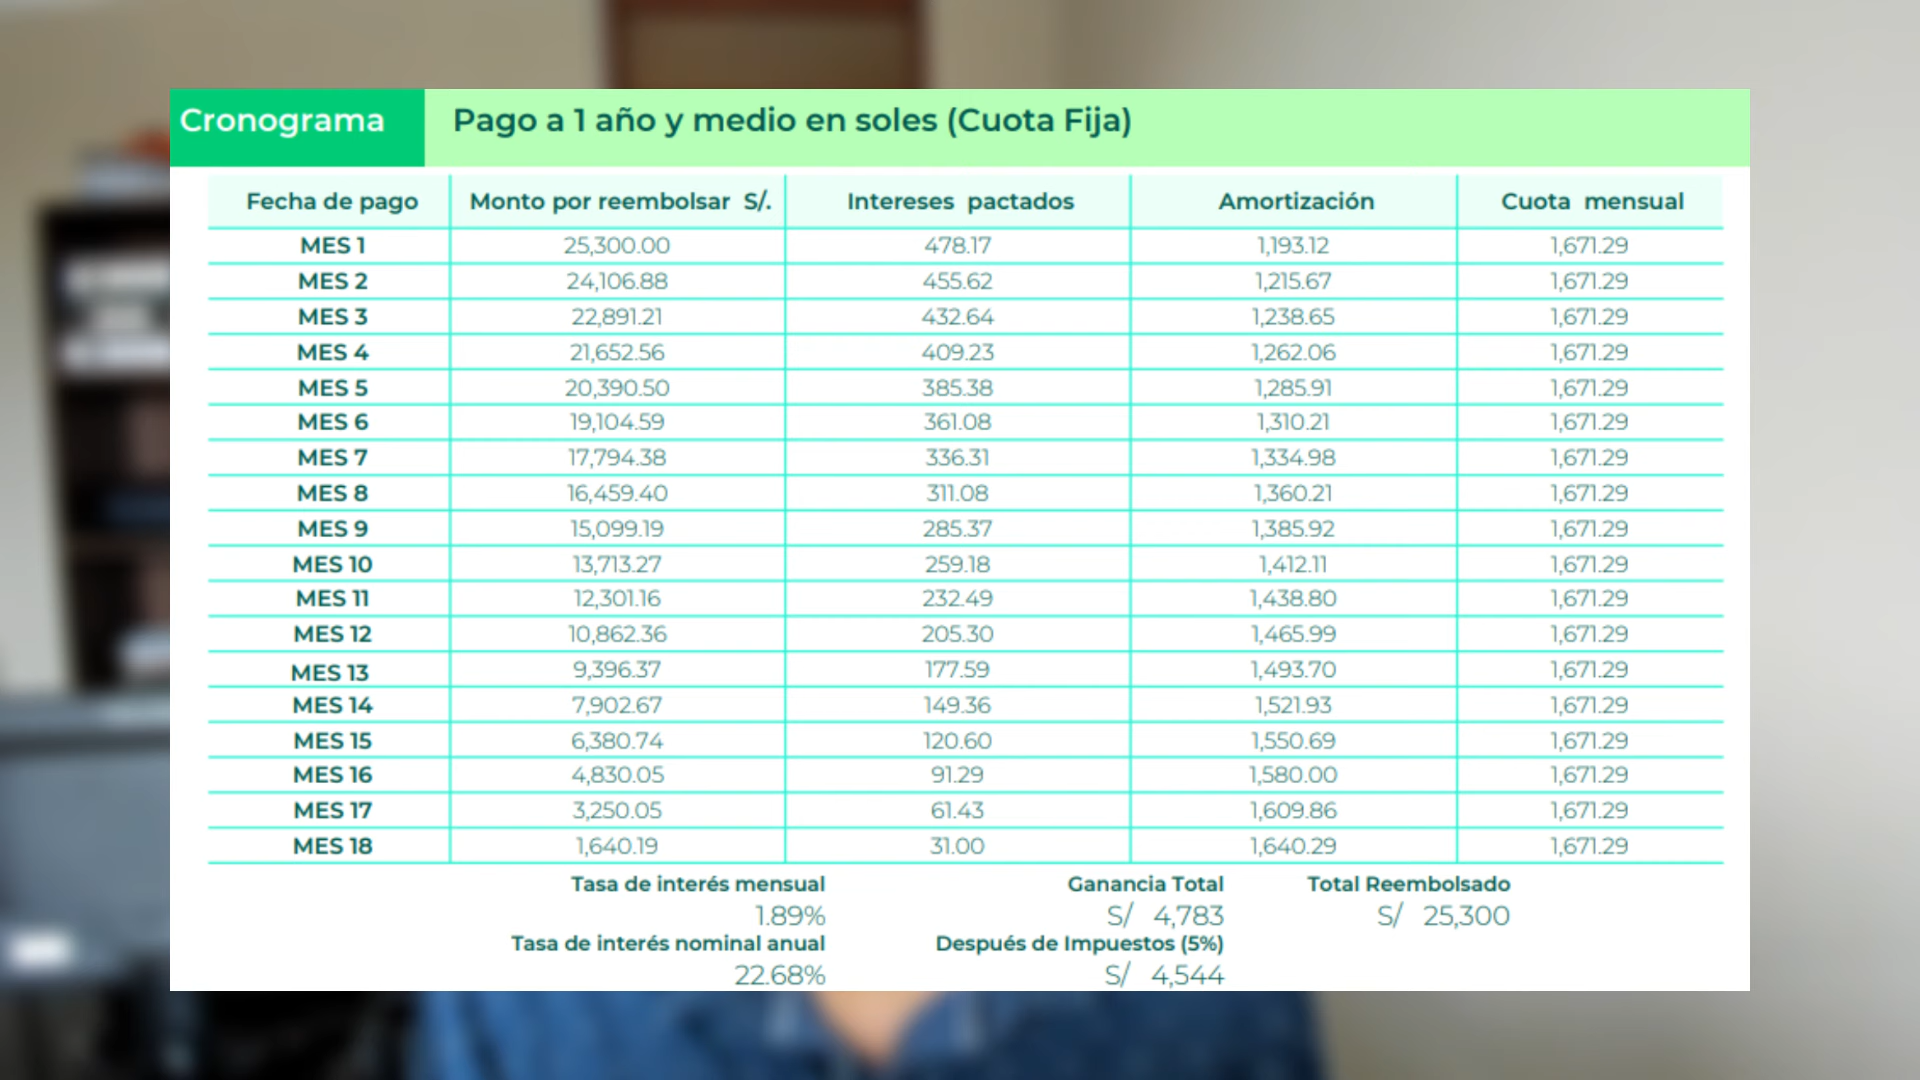 Cronograma Pago a 1 año y medio en soles (Cuota Fija)
Fecha de pago Monto por reembolsar S/. Intereses pactados Amortización Cuota mensual
MES 1 25,300.00 478.17 1,193.12 1,671.29
MES 2 24,106.88 455.62 1,215.67 1,671.29
MES 3 22,891.21 432.64 1,238.65 1,671.29
MES 4 21,652.56 409.23 1,262.06 1,671.29
MES 5 20,390.50 385.38 1,285.91 1,671.29
MES 6 19,104.59 361.08 1,310.21 1,671.29
MES 7 17,794.38 336.31 1,334.98 1,671.29
MES 8 16,459.40 311.08 1,360.21 1,671.29
MES 9 15,099.19 285.37 1,385.92 1,671.29
MES 10 13,713.27 259.18 1,412.11 1,671.29
MES 11 12,301.16 232.49 1,438.80 1,671.29
MES 12 10,862.36 205.30 1,465.99 1,671.29
MES 13 9,396.37 177.59 1,493.70 1,671.29
MES 14 7,902.67 149.36 1,521.93 1,671.29
MES 15 6,380.74 120.60 1,550.69 1,671.29
MES 16 4,830.05 91.29 1,580.00 1,671.29
MES 17 3,250.05 61.43 1,609.86 1,671.29
MES 18 1,640.19 31.00 1,640.29 1,671.29
Tasa de interés mensual Ganancia Total Total Reembolsado
1.89% S/ 4,783 S/ 25,300
Tasa de interés nominal anual Después de Impuestos (5%)
22.68% S/ 4,544